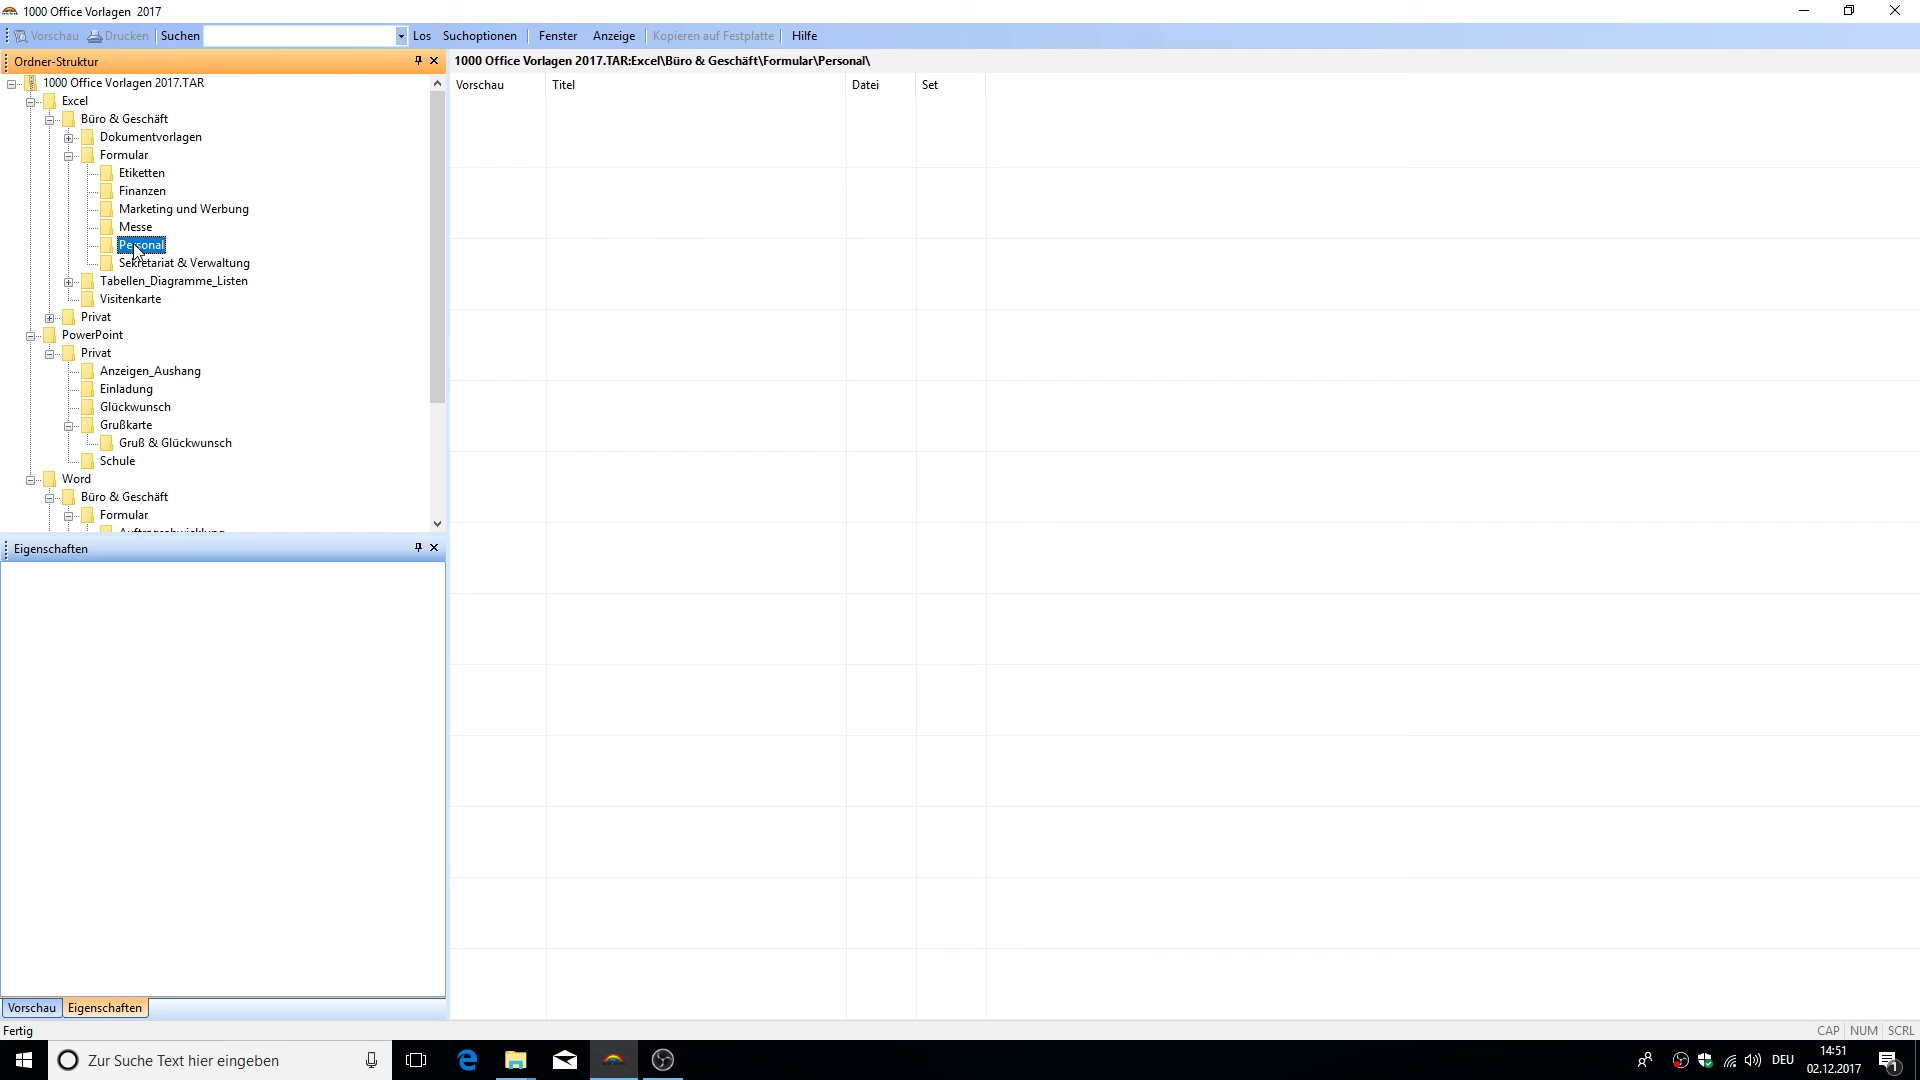 1000 Office Vorlagen 2017
Vorschau Drucken Suchen Los Suchoptionen Fenster Anzeige Kopieren auf Festplatte Hilfe
Ordner-Struktur
1000 Office Vorlagen 2017.TAR:Excel\Büro & Geschäft\Formular\Personal\
Vorschau Titel Datei Set
1000 Office Vorlagen 2017.TAR
Excel
Büro & Geschäft
Dokumentvorlagen
Formular
Etiketten
Finanzen
Marketing und Werbung
Messe
Personal
Sekretariat & Verwaltung
Tabellen_Diagramme_Listen
Visitenkarte
Privat
PowerPoint
Privat
Anzeigen_Aushang
Einladung
Glückwunsch
Grußkarte
Gruß & Glückwunsch
Schule
Word
Büro & Geschäft
Formular
Eigenschaften
Vorschau Eigenschaften
Fertig
CAP NUM SCRL
Zur Suche Text hier eingeben
DEU
14:51
02.12.2017
1